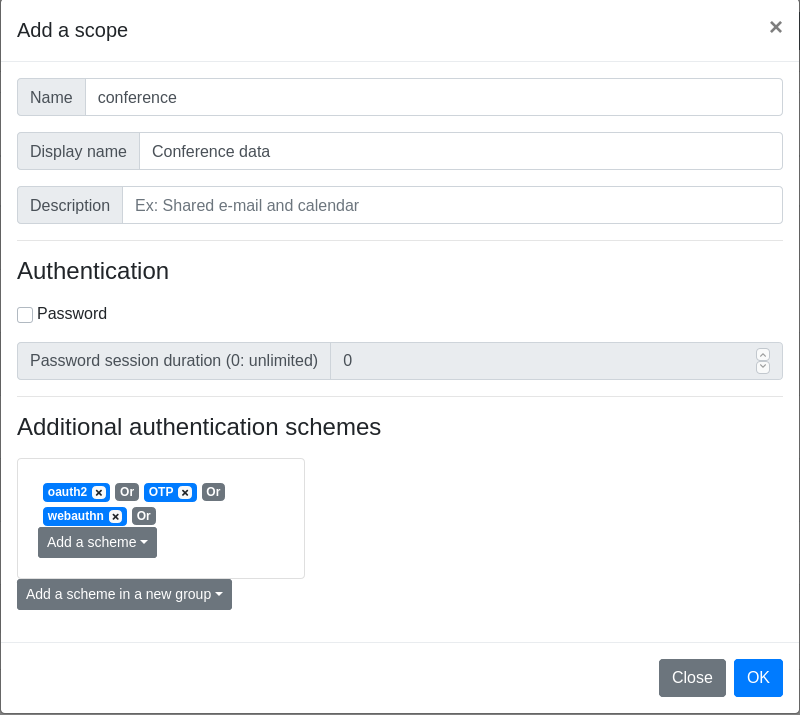 Add a scope ×
Name conference
Display name Conference data
Description Ex: Shared e-mail and calendar
Authentication
Password
Password session duration (0: unlimited) 0
Additional authentication schemes
oauth2 × Or OTP × Or
webauthn × Or
Add a scheme
Add a scheme in a new group
Close OK